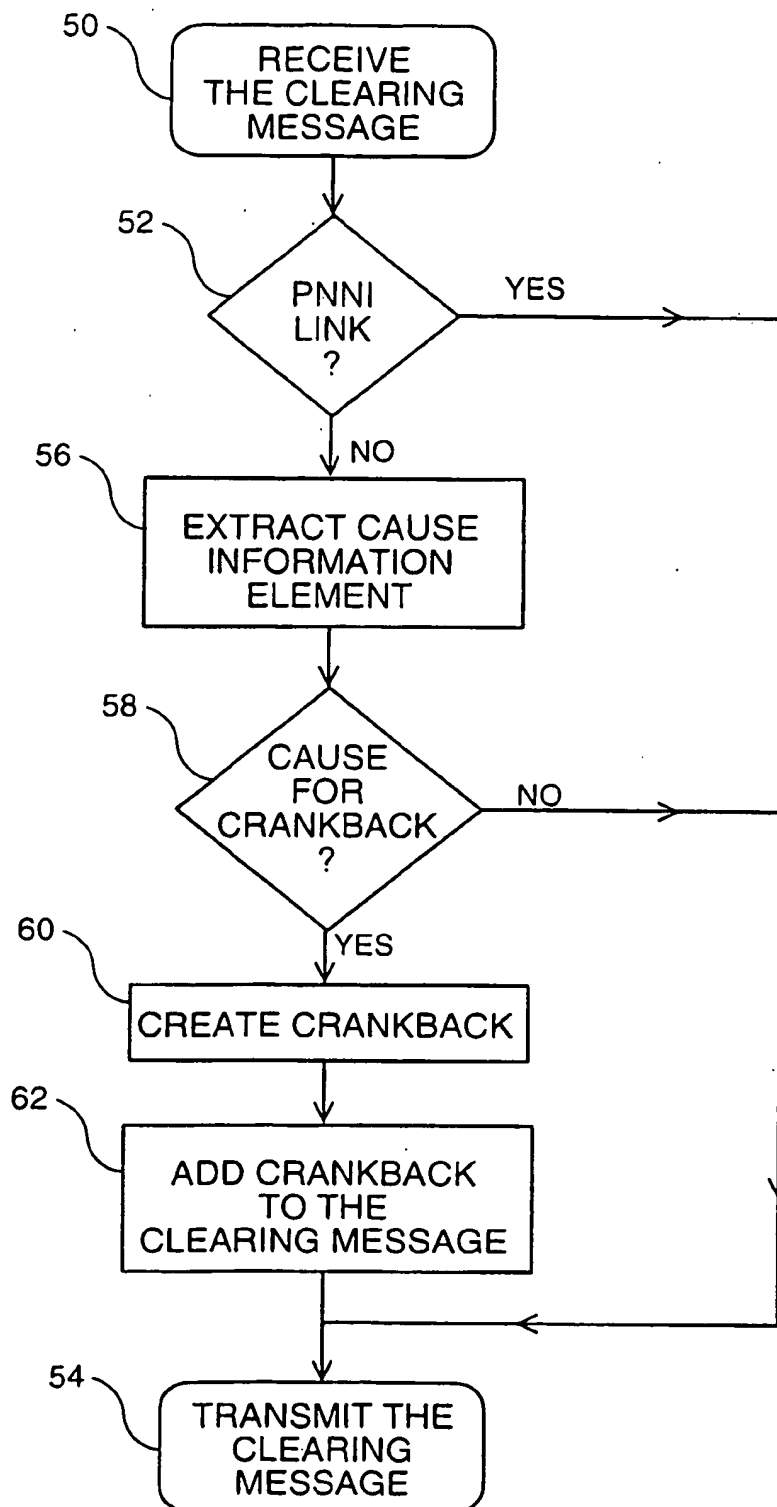 50
RECEIVE
THE CLEARING
MESSAGE
52
PNNI
LINK
?
YES
NO
56
EXTRACT CAUSE
INFORMATION
ELEMENT
58
CAUSE
FOR
CRANKBACK
?
NO
YES
60
CREATE CRANKBACK
62
ADD CRANKBACK
TO THE
CLEARING MESSAGE
54
TRANSMIT THE
CLEARING
MESSAGE